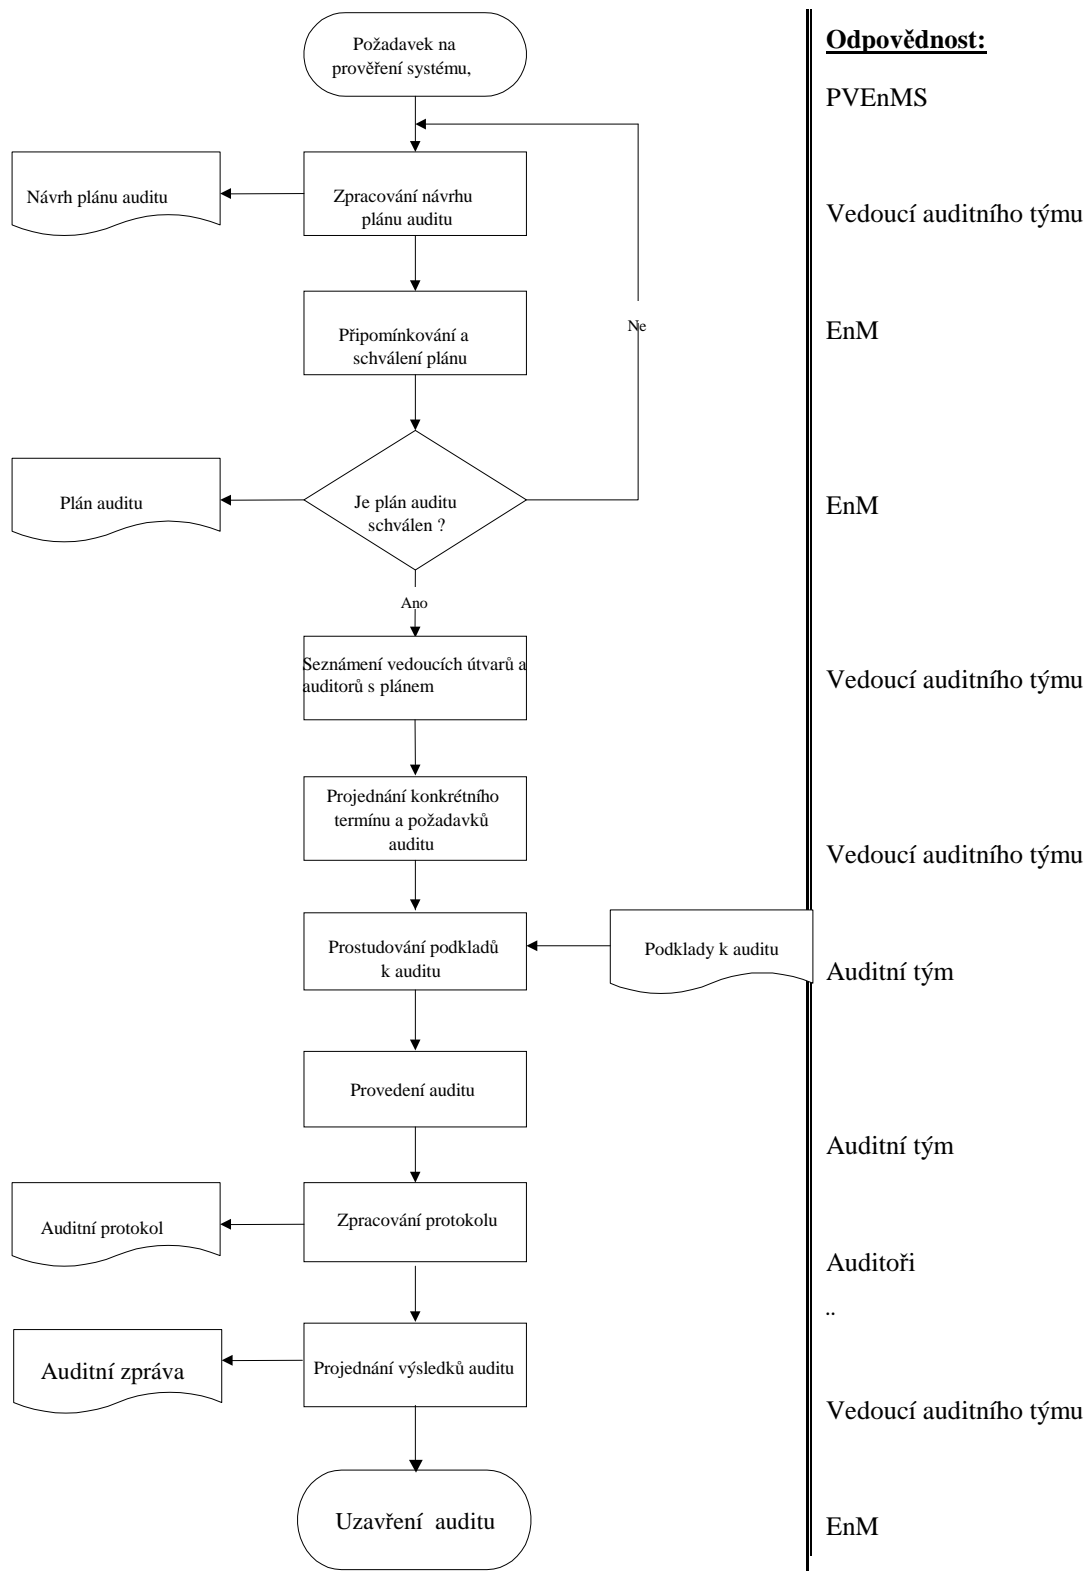 Požadavek na
prověření systému,
Odpovědnost:
PVEnMS
Návrh plánu auditu
Zpracování návrhu
plánu auditu
Vedoucí auditního týmu
Připomínkování a
schválení plánu
Ne
EnM
Plán auditu
Je plán auditu
schválen ?
EnM
Ano
Seznámení vedoucích útvarů a
auditorů s plánem
Vedoucí auditního týmu
Projednání konkrétního
termínu a požadavků
auditu
Vedoucí auditního týmu
Prostudování podkladů
k auditu
Podklady k auditu
Auditní tým
Provedení auditu
Auditní tým
Auditní protokol
Zpracování protokolu
Auditoři
..
Auditní zpráva
Projednání výsledků auditu
Vedoucí auditního týmu
Uzavření auditu
EnM